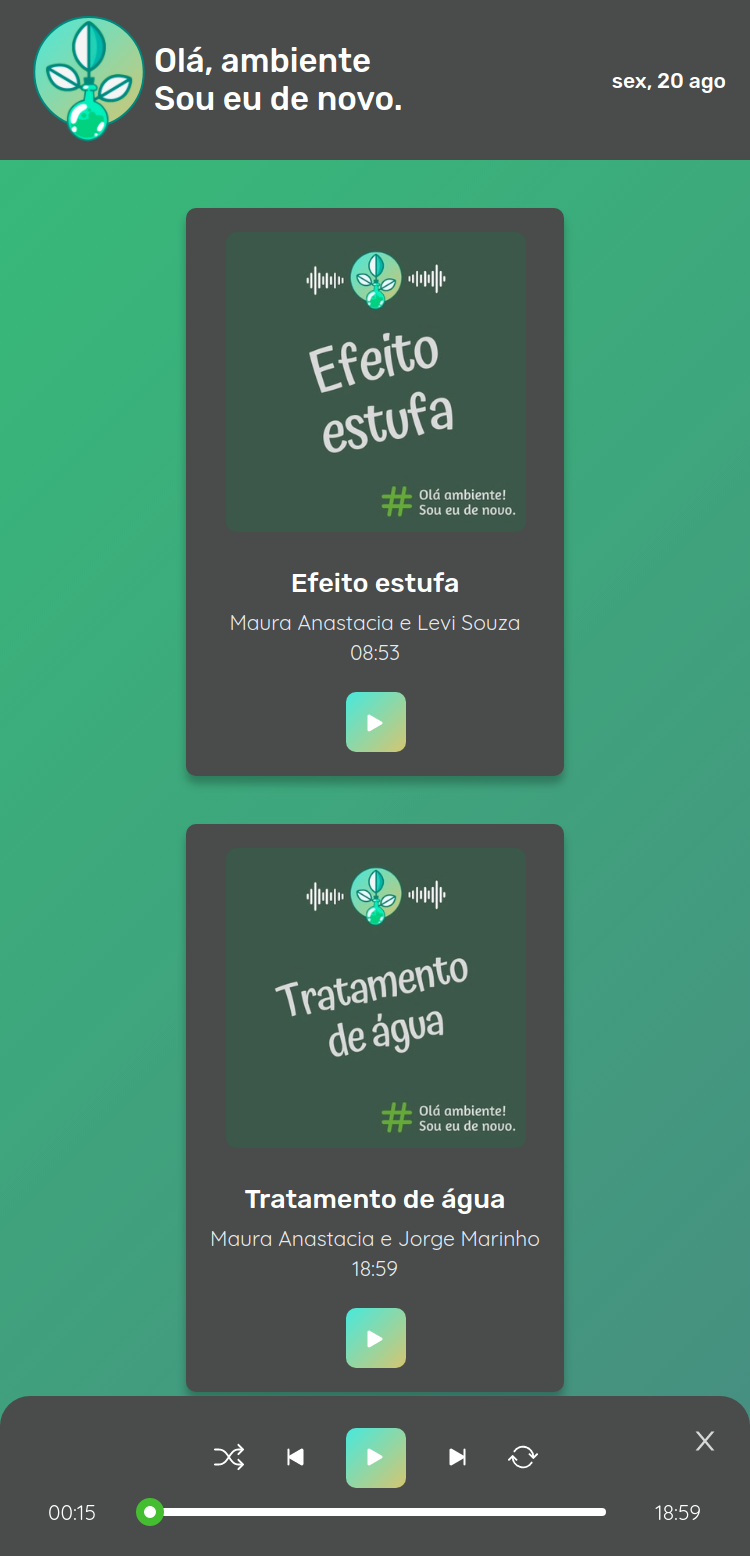 Olá, ambiente
Sou eu de novo.
sex, 20 ago
Efeito
estufa
# Olá ambiente!
Sou eu de novo.
Efeito estufa
Maura Anastacia e Levi Souza
08:53
Tratamento
de água
# Olá ambiente!
Sou eu de novo.
Tratamento de água
Maura Anastacia e Jorge Marinho
18:59
X
00:15
18:59